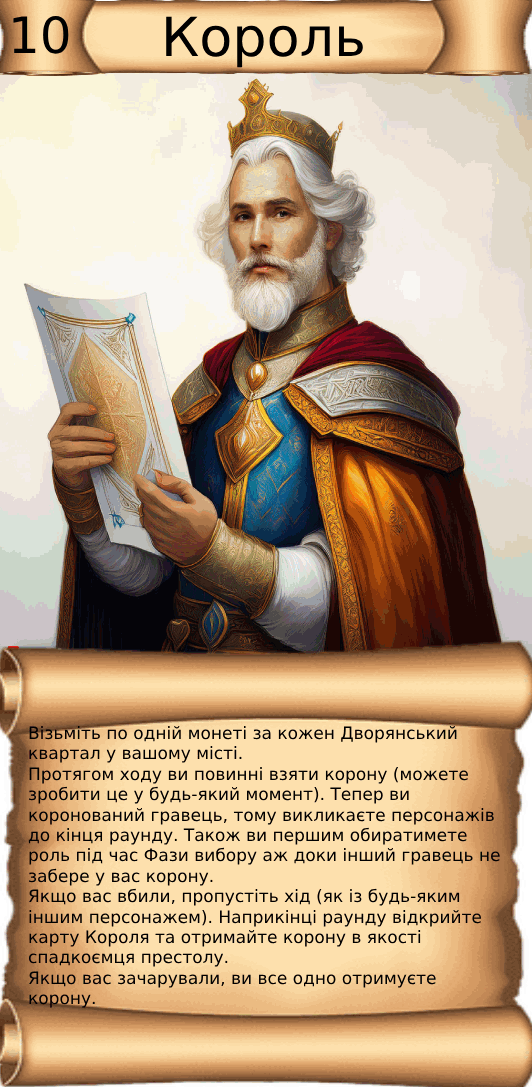 10 Король
Візьміть по одній монеті за кожен Дворянський
квартал у вашому місті.
Протягом ходу ви повинні взяти корону (можете
зробити це у будь-який момент). Тепер ви
коронований гравець, тому викликаєте персонажів
до кінця раунду. Також ви першим обиратимете
роль під час Фази вибору аж доки інший гравець не
забере у вас корону.
Якщо вас вбили, пропустіть хід (як із будь-яким
іншим персонажем). Наприкінці раунду відкрийте
карту Короля та отримайте корону в якості
спадкоємця престолу.
Якщо вас зачарували, ви все одно отримуєте
корону.